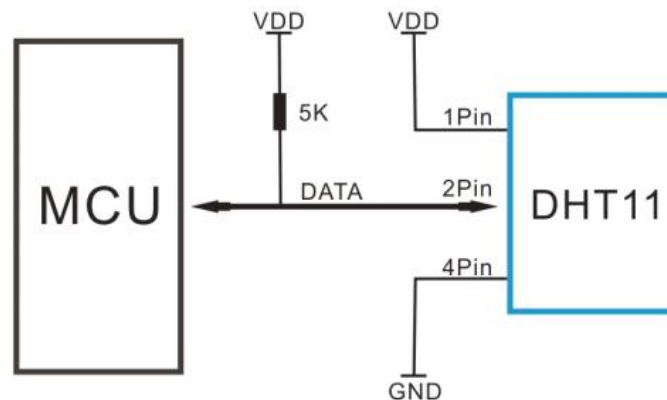 VDD
VDD
5K
1Pin
MCU
DATA
2Pin
DHT11
4Pin
GND